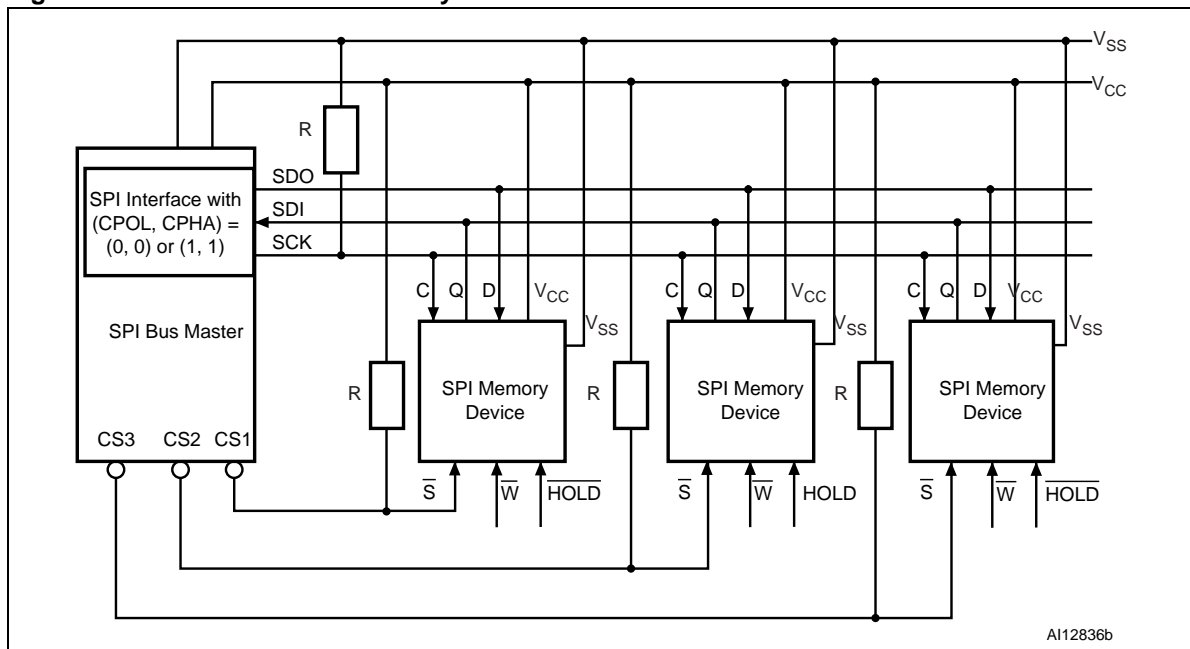 V_SS
V_CC
R
SDO
SPI Interface with
(CPOL, CPHA) =
(0, 0) or (1, 1)
SDI
SCK
C Q D V_CC
C Q D V_CC
C Q D V_CC
V_SS
V_SS
V_SS
SPI Bus Master
R
SPI Memory
Device
R
SPI Memory
Device
R
SPI Memory
Device
CS3 CS2 CS1
S̅ W̅ H̅O̅L̅D̅
S̅ W̅ HOLD
S̅ W̅ H̅O̅L̅D̅
AI12836b